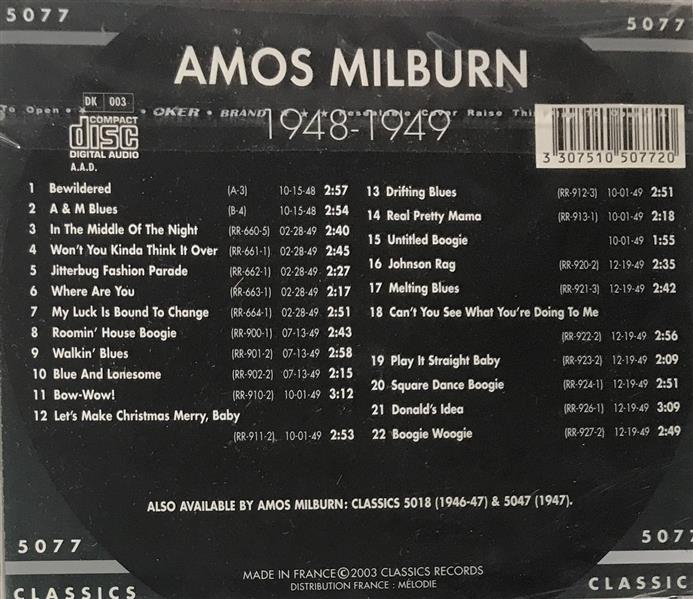 5077
5077
AMOS MILBURN
DK 003
To Open
OKER • BRAND
Resealable Cover Raise This
COMPACT
disc
DIGITAL AUDIO
A.A.D.
1948-1949
3 307510 507720
1 Bewildered (A-3) 10-15-48 2:57
2 A & M Blues (B-4) 10-15-48 2:54
3 In The Middle Of The Night (RR-660-5) 02-28-49 2:40
4 Won't You Kinda Think It Over (RR-661-1) 02-28-49 2:45
5 Jitterbug Fashion Parade (RR-662-1) 02-28-49 2:27
6 Where Are You (RR-663-1) 02-28-49 2:17
7 My Luck Is Bound To Change (RR-664-1) 02-28-49 2:51
8 Roomin' House Boogie (RR-900-1) 07-13-49 2:43
9 Walkin' Blues (RR-901-2) 07-13-49 2:58
10 Blue And Lonesome (RR-902-2) 07-13-49 2:15
11 Bow-Wow! (RR-910-2) 10-01-49 3:12
12 Let's Make Christmas Merry, Baby
(RR-911-2) 10-01-49 2:53
13 Drifting Blues (RR-912-3) 10-01-49 2:51
14 Real Pretty Mama (RR-913-1) 10-01-49 2:18
15 Untitled Boogie 10-01-49 1:55
16 Johnson Rag (RR-920-2) 12-19-49 2:35
17 Melting Blues (RR-921-3) 12-19-49 2:42
18 Can't You See What You're Doing To Me
(RR-922-2) 12-19-49 2:56
19 Play It Straight Baby (RR-923-2) 12-19-49 2:09
20 Square Dance Boogie (RR-924-1) 12-19-49 2:51
21 Donald's Idea (RR-926-1) 12-19-49 3:09
22 Boogie Woogie (RR-927-2) 12-19-49 2:49
ALSO AVAILABLE BY AMOS MILBURN: CLASSICS 5018 (1946-47) & 5047 (1947).
5077
5077
MADE IN FRANCE © 2003 CLASSICS RECORDS
DISTRIBUTION FRANCE : MÉLODIE
CLASSICS
CLASSIC